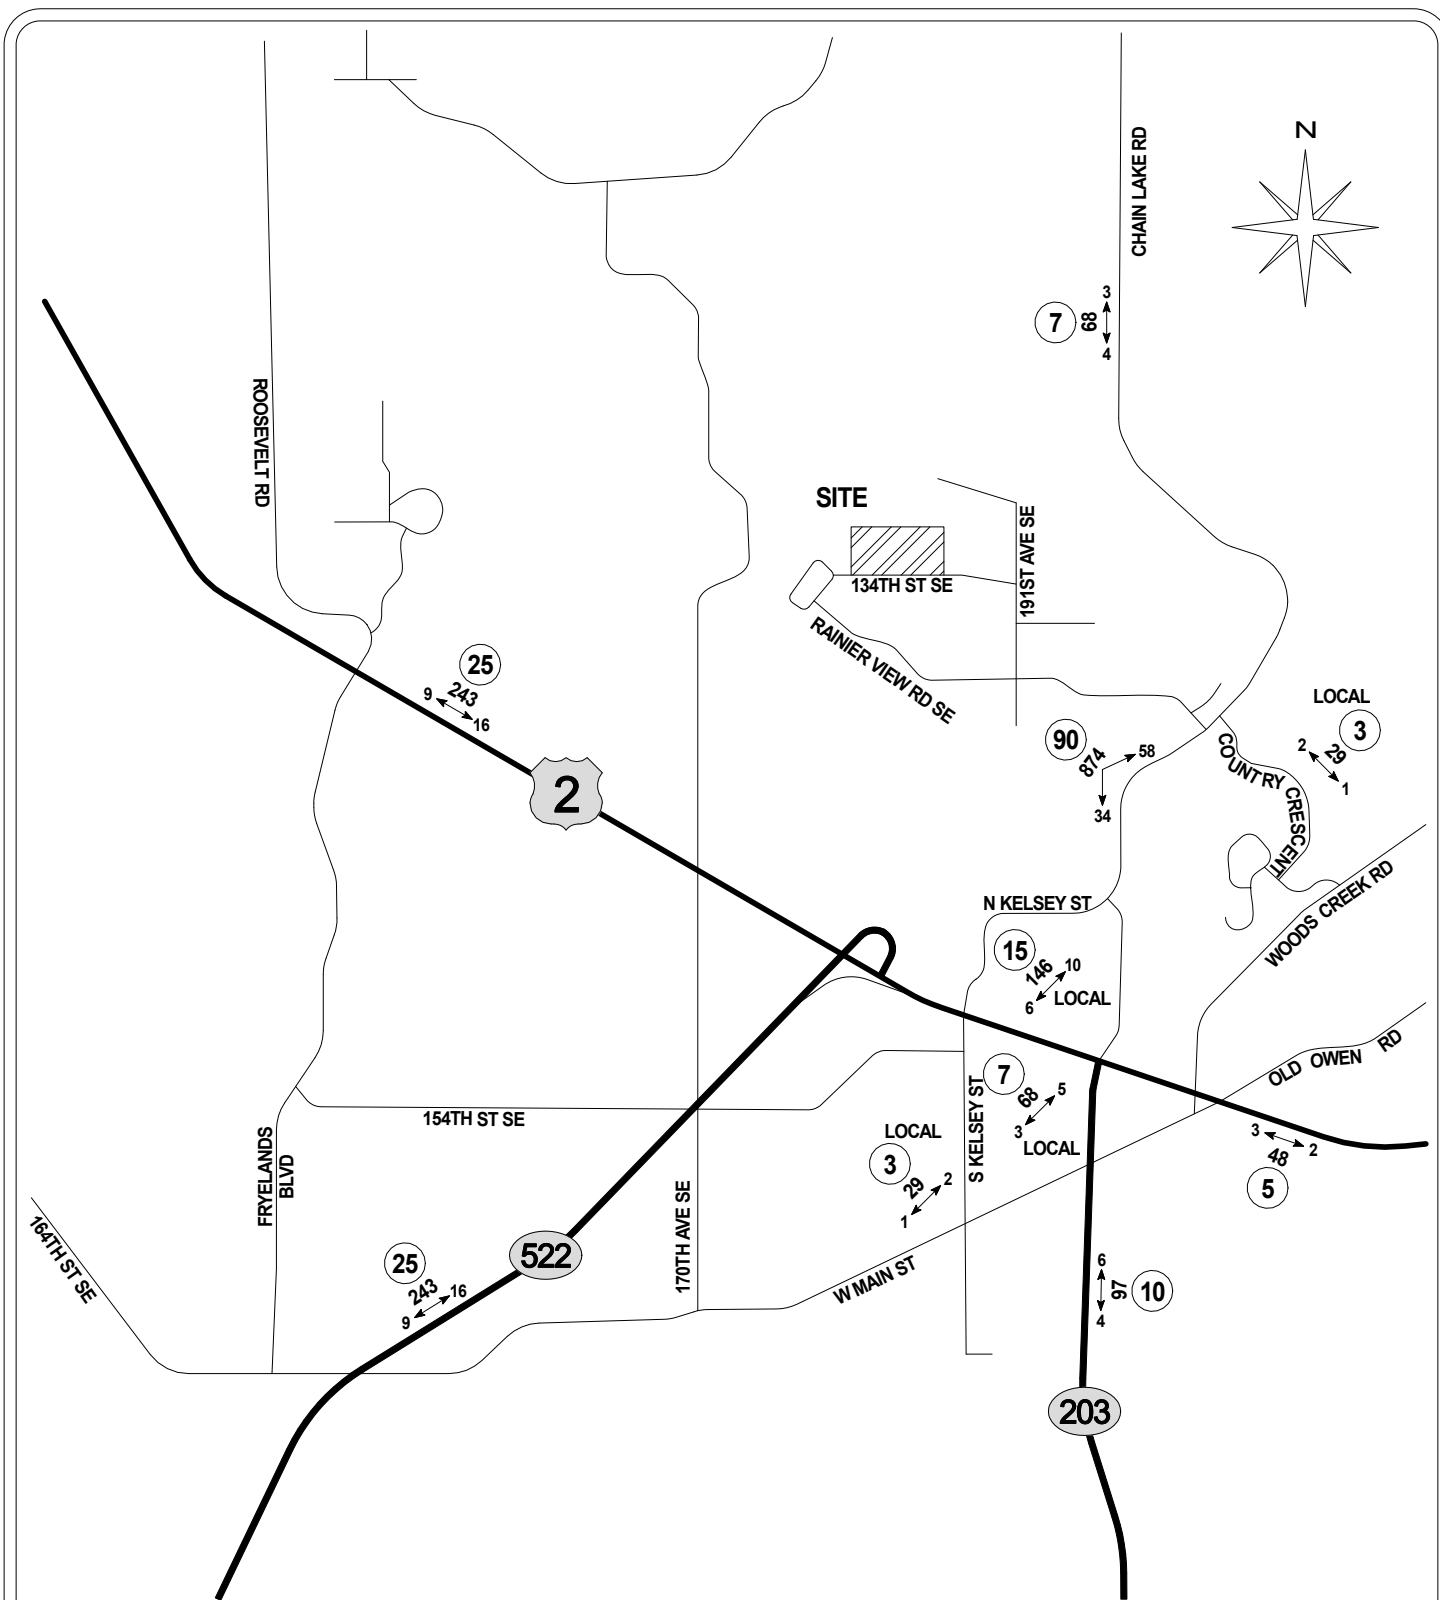 N
CHAIN LAKE RD
3
7
68
4
ROOSEVELT RD
SITE
191ST AVE SE
134TH ST SE
RAINIER VIEW RD SE
25
9
243
16
LOCAL
3
2
29
1
90
874
58
34
COUNTRY CRESCENT
2
WOODS CREEK RD
N KELSEY ST
15
146
10
6
LOCAL
OLD OWEN RD
7
68
5
3
LOCAL
S KELSEY ST
154TH ST SE
FRYELANDS
BLVD
LOCAL
3
29
2
1
3
48
2
5
170TH AVE SE
164TH ST SE
522
25
243
16
9
W MAIN ST
6
97
10
4
203